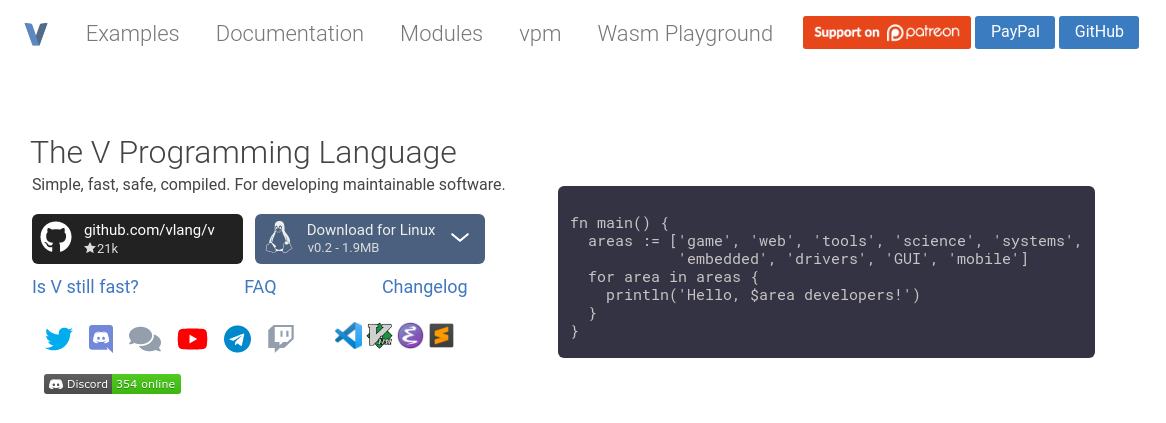 V Examples Documentation Modules vpm Wasm Playground Support on patreon PayPal GitHub
The V Programming Language
Simple, fast, safe, compiled. For developing maintainable software.
github.com/vlang/v
★21k
Download for Linux
v0.2 - 1.9MB
Is V still fast? FAQ Changelog
Discord 354 online
fn main() {
  areas := ['game', 'web', 'tools', 'science', 'systems',
            'embedded', 'drivers', 'GUI', 'mobile']
  for area in areas {
    println('Hello, $area developers!')
  }
}